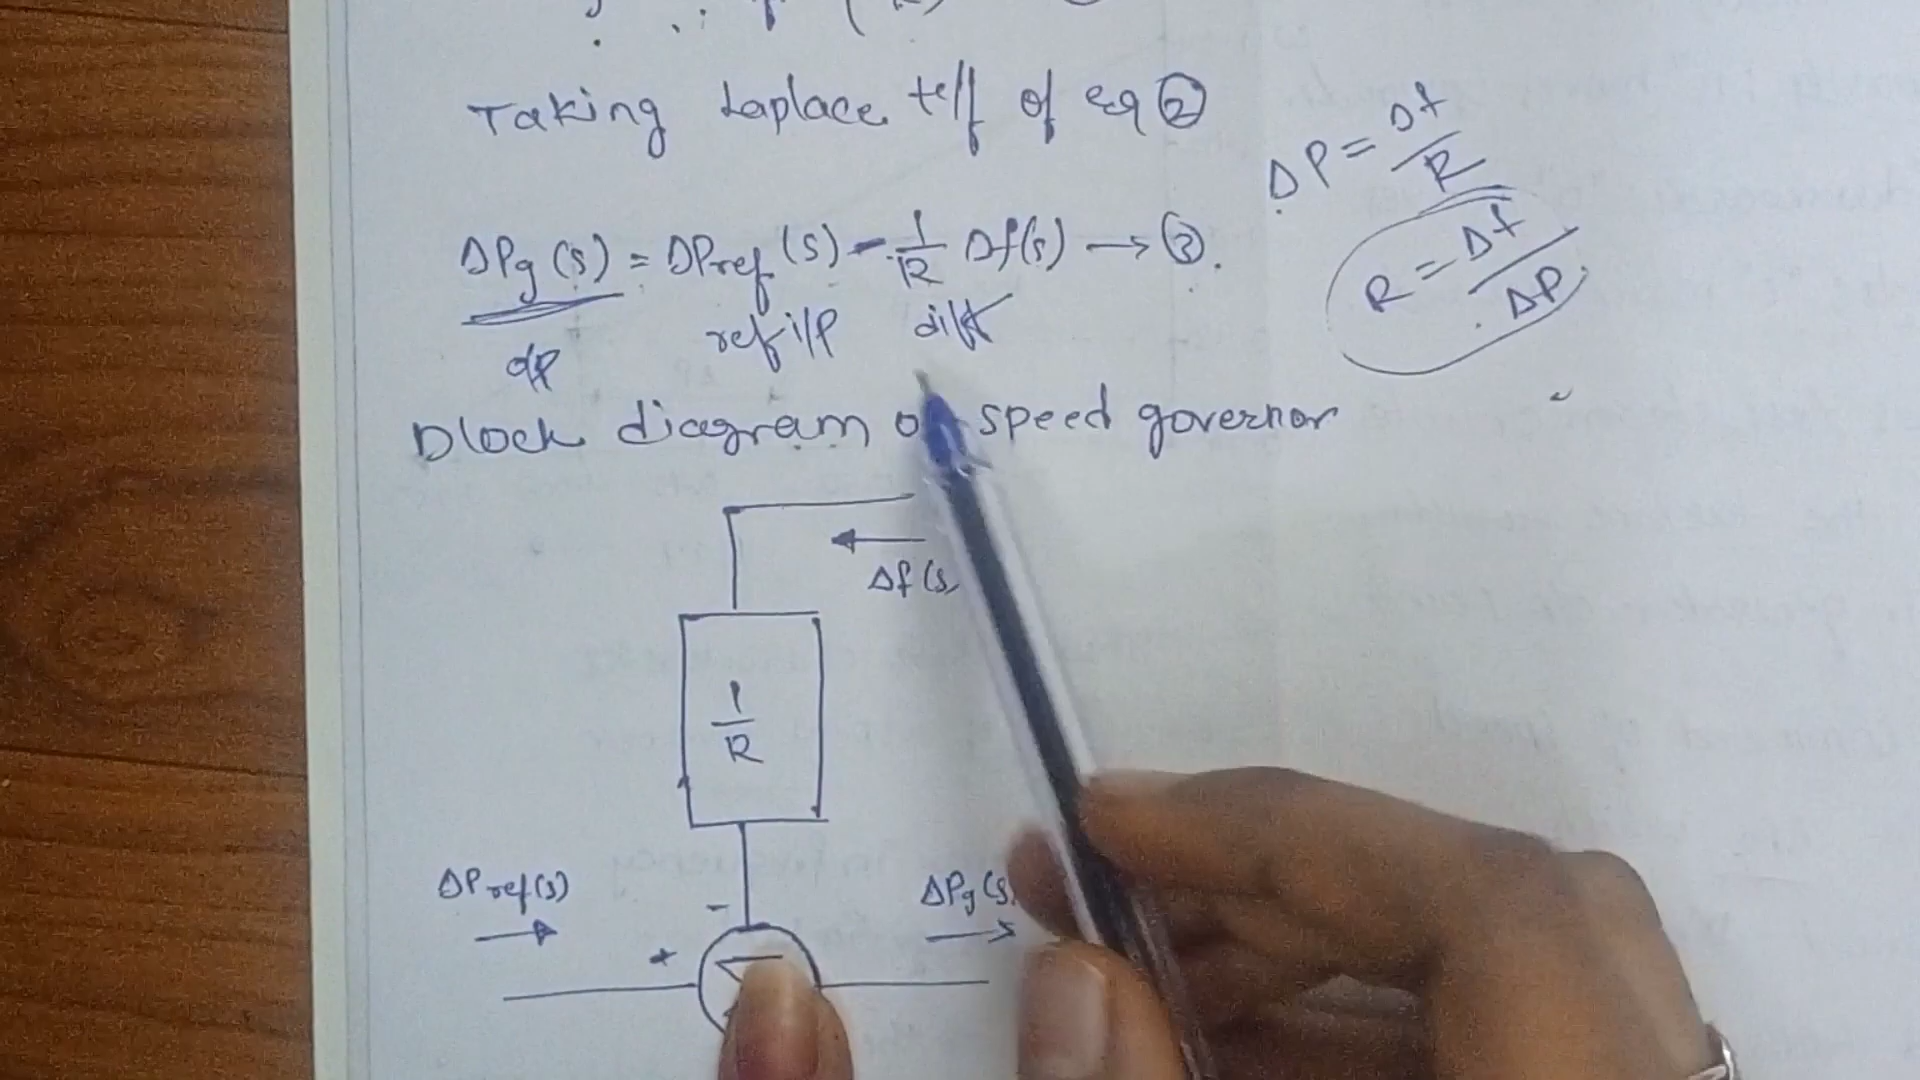 Taking Laplace t/f of eq ②
ΔPg (s) = ΔPref (s) - 1/R Δf(s) → ③.
o/p ref i/p diff
Block diagram of speed governor
ΔP = Δf/R
R = Δf/ΔP
Δf (s)
1/R
ΔPref(s)
ΔPg (s)
-
+